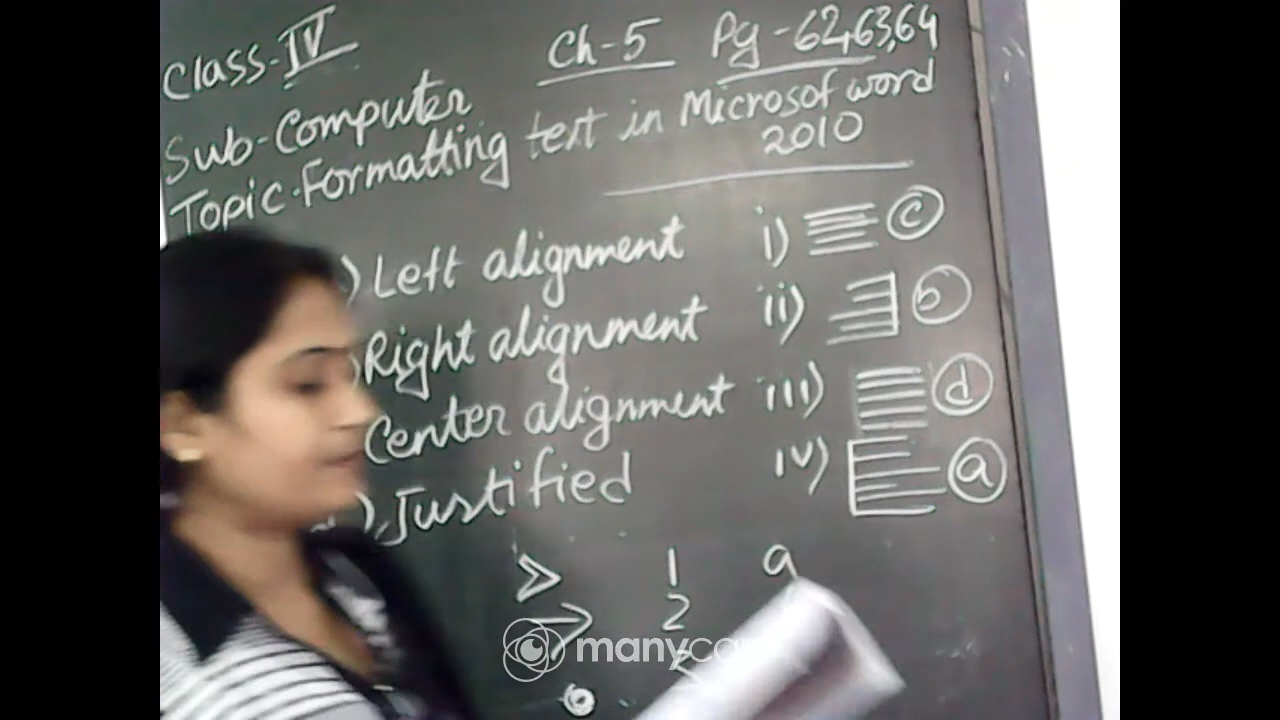 Class-IV Ch-5 Pg-62,63,64
Sub-Computer
Topic-Formatting text in Microsof word
2010
) Left alignment i) c
) Right alignment ii) b
Center alignment iii) d
) Justified iv) a
> 1 a
→ 2
manyca